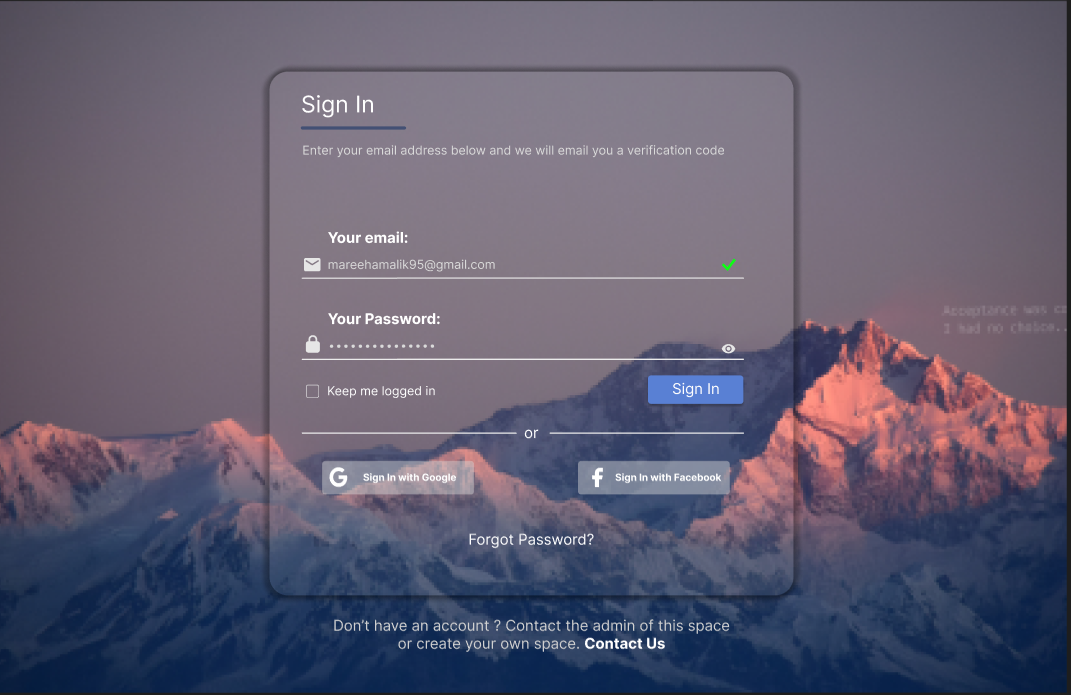 Sign In
Enter your email address below and we will email you a verification code
Your email:
mareehamalik95@gmail.com
Your Password:
Keep me logged in
Sign In
or
Sign In with Google
Sign In with Facebook
Forgot Password?
Don’t have an account ? Contact the admin of this space
or create your own space. Contact Us
Acceptance was
I had no choice..